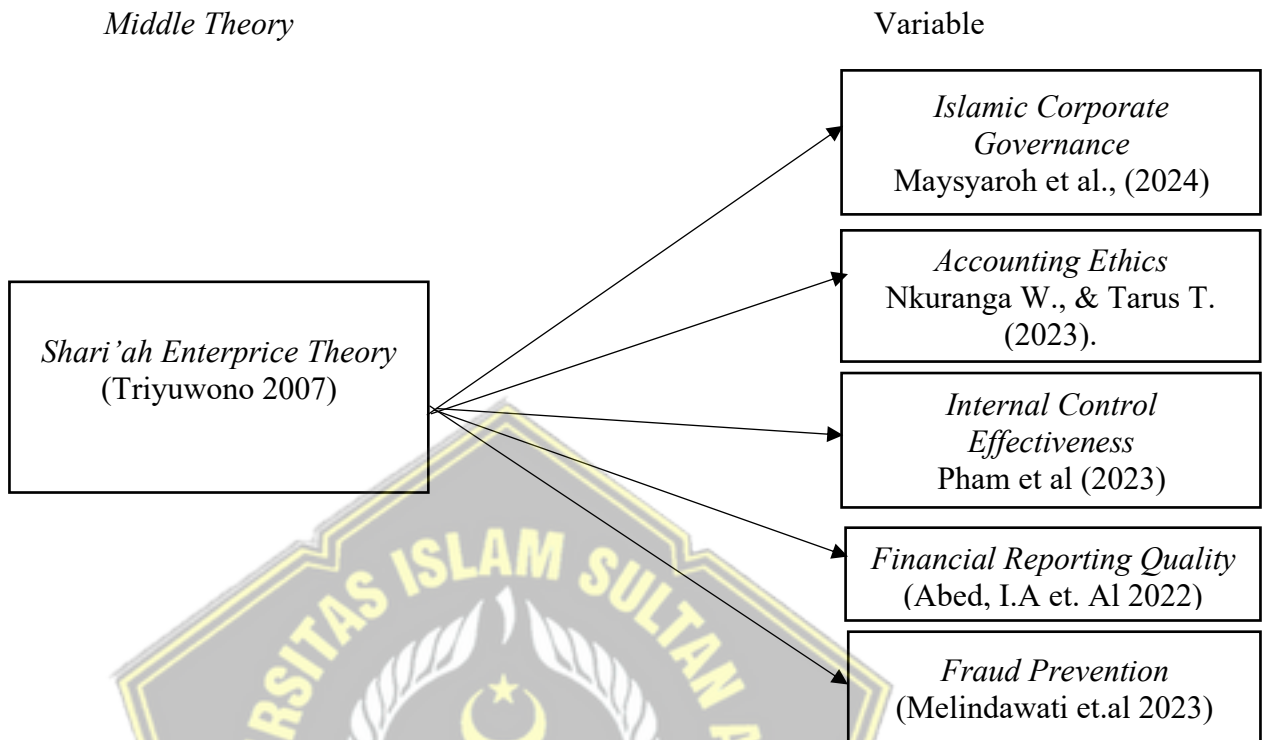 Middle Theory
Variable
Islamic Corporate
Governance
Maysyaroh et al., (2024)
Accounting Ethics
Nkuranga W., & Tarus T.
(2023).
Shari’ah Enterprice Theory
(Triyuwono 2007)
Internal Control
Effectiveness
Pham et al (2023)
Financial Reporting Quality
(Abed, I.A et. Al 2022)
Fraud Prevention
(Melindawati et.al 2023)
ISLAM SUL